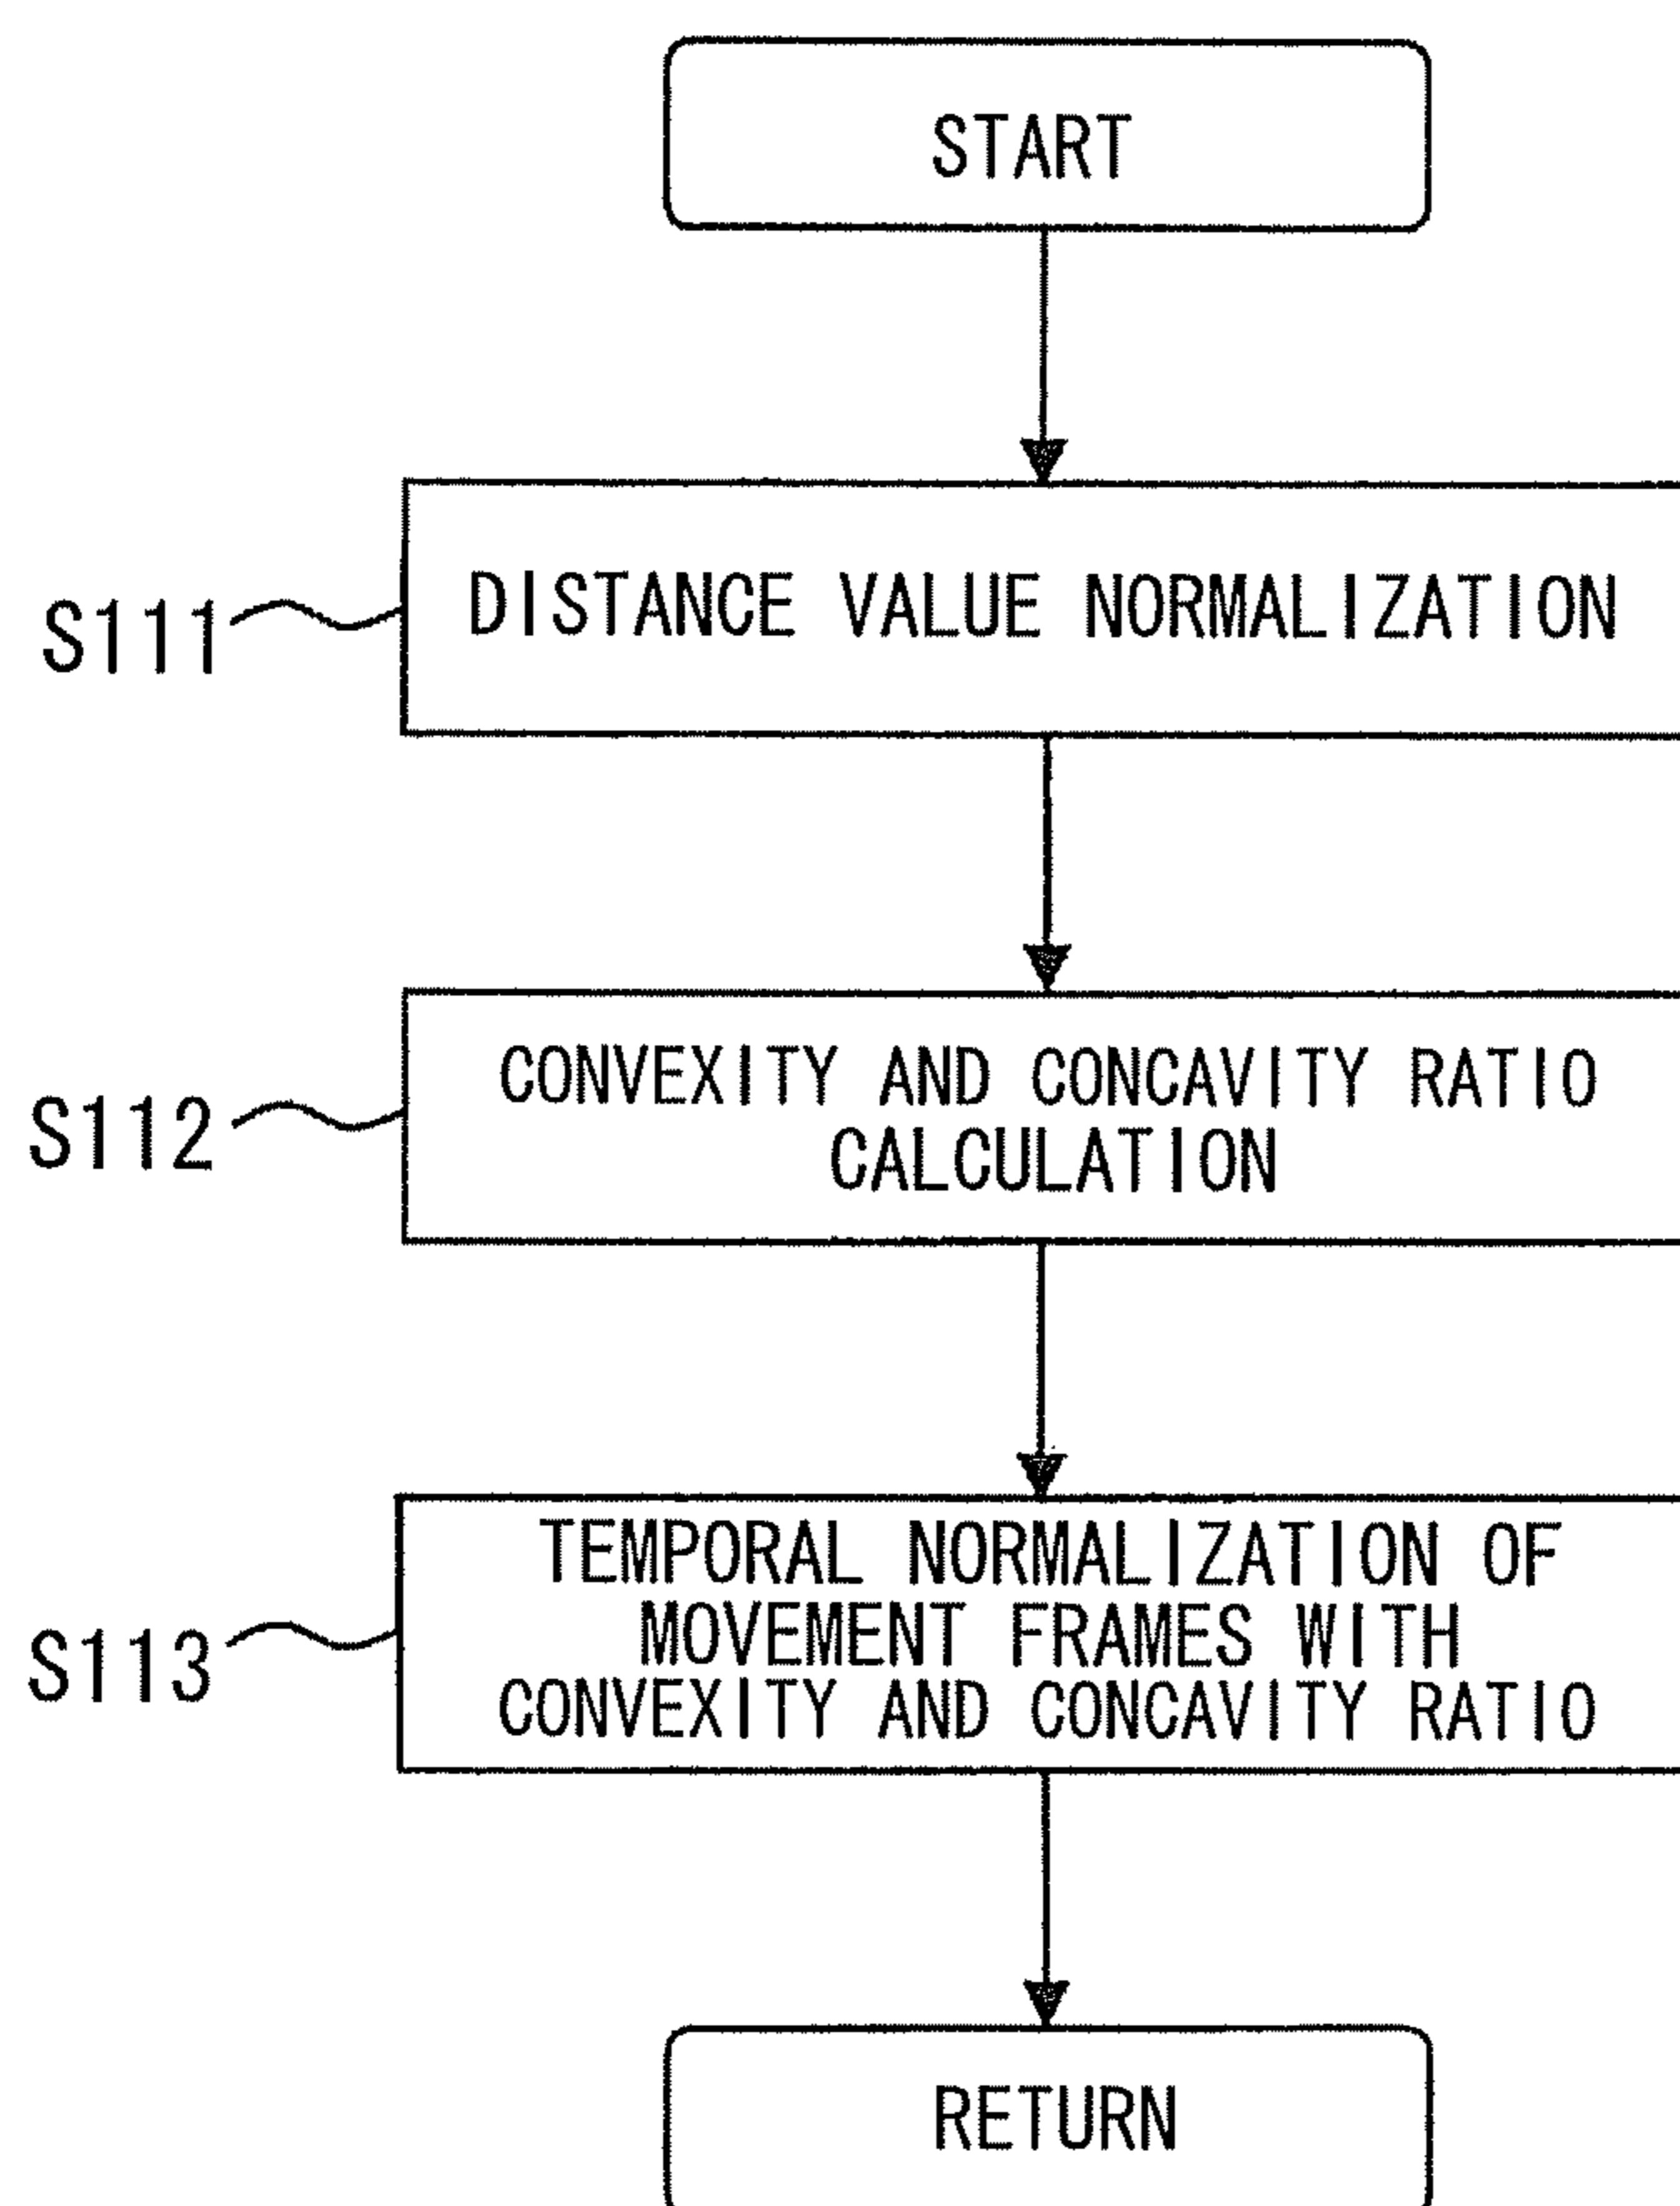 START
S111
DISTANCE VALUE NORMALIZATION
S112
CONVEXITY AND CONCAVITY RATIO
CALCULATION
S113
TEMPORAL NORMALIZATION OF
MOVEMENT FRAMES WITH
CONVEXITY AND CONCAVITY RATIO
RETURN